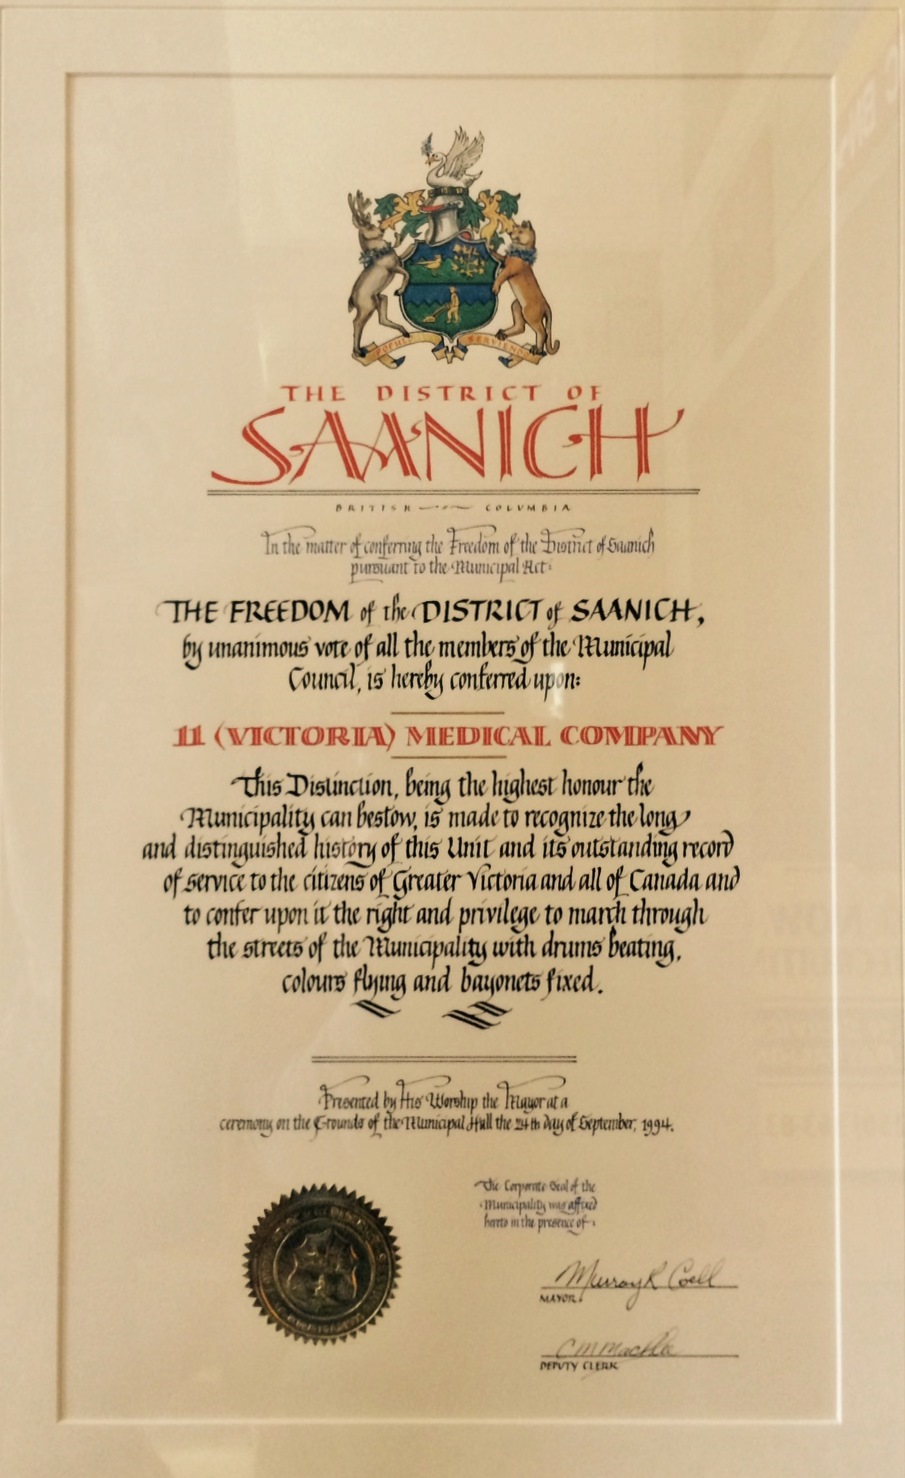 THE DISTRICT OF
SAANICH
BRITISH COLUMBIA
In the matter of conferring the Freedom of the District of Saanich
pursuant to the Municipal Act.
THE FREEDOM of the DISTRICT of SAANICH,
by unanimous vote of all the members of the Municipal
Council, is hereby conferred upon:
11 (VICTORIA) MEDICAL COMPANY
This Distinction, being the highest honour the
Municipality can bestow, is made to recognize the long
and distinguished history of this Unit and its outstanding record
of service to the citizens of Greater Victoria and all of Canada and
to confer upon it the right and privilege to march through
the streets of the Municipality with drums beating,
colours flying and bayonets fixed.
Presented by His Worship the Mayor at a
ceremony on the Grounds of the Municipal Hall the 24th day of September, 1994.
The Corporate Seal of the
Municipality was affixed
hereto in the presence of:
Murray R Coell
MAYOR
DEPUTY CLERK